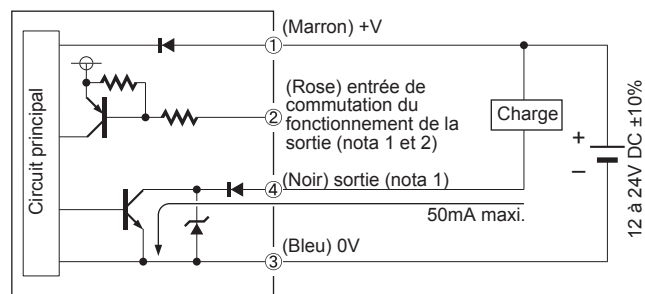 Circuit principal
① (Marron) +V
② (Rose) entrée de
commutation du
fonctionnement de la
sortie (nota 1 et 2)
Charge
+
−
12 à 24V DC ±10%
④ (Noir) sortie (nota 1)
50mA maxi.
③ (Bleu) 0V